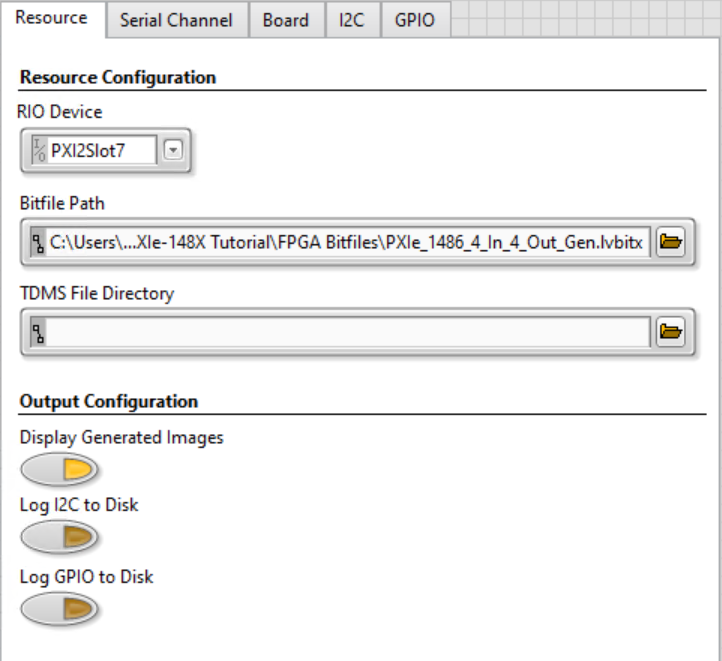 Resource Serial Channel Board I2C GPIO
Resource Configuration
RIO Device
I/O PXI2Slot7
Bitfile Path
C:\Users\...XIe-148X Tutorial\FPGA Bitfiles\PXIe_1486_4_In_4_Out_Gen.lvbitx
TDMS File Directory
Output Configuration
Display Generated Images
Log I2C to Disk
Log GPIO to Disk